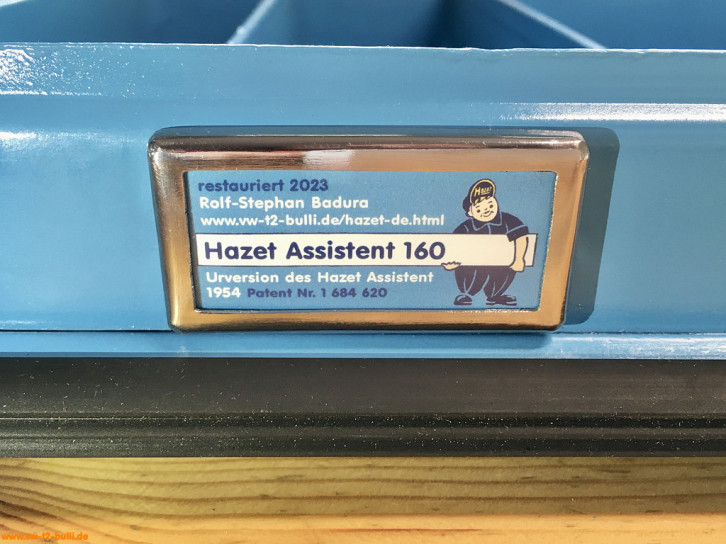 restauriert 2023
Rolf-Stephan Badura
www.vw-t2-bulli.de/hazet-de.html
HAZET
Hazet Assistent 160
Urversion des Hazet Assistent
1954 Patent Nr. 1 684 620
www.vw-t2-bulli.de